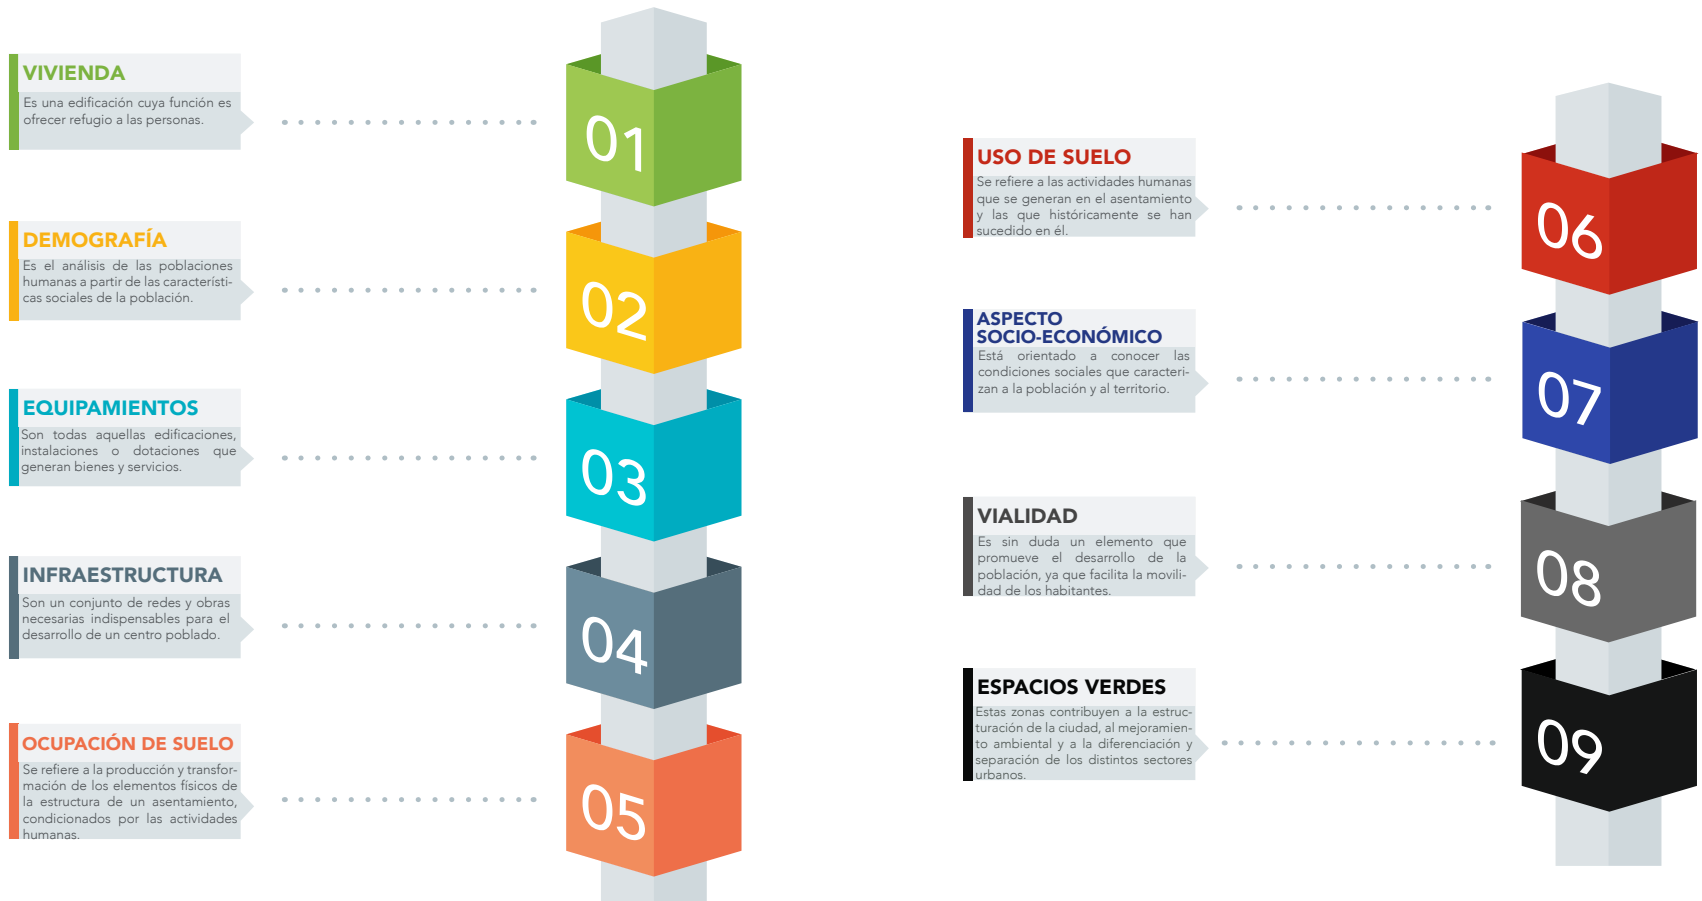 VIVIENDA
Es una edificación cuya función es
ofrecer refugio a las personas.
01
DEMOGRAFÍA
Es el análisis de las poblaciones
humanas a partir de las característi-
cas sociales de la población.
02
EQUIPAMIENTOS
Son todas aquellas edificaciones,
instalaciones o dotaciones que
generan bienes y servicios.
03
INFRAESTRUCTURA
Son un conjunto de redes y obras
necesarias indispensables para el
desarrollo de un centro poblado.
04
OCUPACIÓN DE SUELO
Se refiere a la producción y transfor-
mación de los elementos físicos de
la estructura de un asentamiento,
condicionados por las actividades
humanas.
05
USO DE SUELO
Se refiere a las actividades humanas
que se generan en el asentamiento
y las que históricamente se han
sucedido en él.
06
ASPECTO
SOCIO-ECONÓMICO
Está orientado a conocer las
condiciones sociales que caracteri-
zan a la población y al territorio.
07
VIALIDAD
Es sin duda un elemento que
promueve el desarrollo de la
población, ya que facilita la movili-
dad de los habitantes.
08
ESPACIOS VERDES
Estas zonas contribuyen a la estruc-
turación de la ciudad, al mejoramien-
to ambiental y a la diferenciación y
separación de los distintos sectores
urbanos.
09